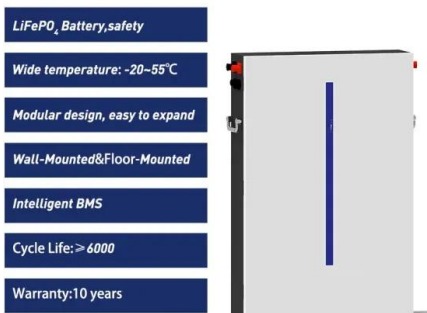 LiFePO₄ Battery,safety
Wide temperature: -20~55℃
Modular design, easy to expand
Wall-Mounted&Floor-Mounted
Intelligent BMS
Cycle Life:≥6000
Warranty:10 years